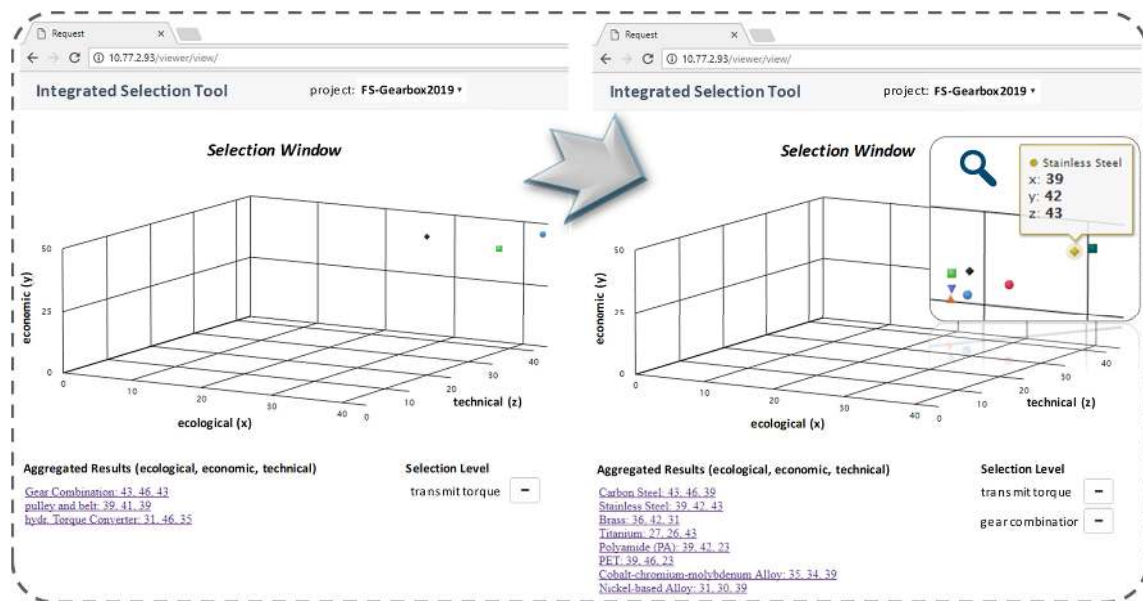 Request
10.77.2.93/viewer/view/
Integrated Selection Tool project: FS-Gearbox2019
Selection Window
50
25
0
economic (y)
0
10
20
30
40
ecological (x)
0
10
20
30
40
technical (z)
Aggregated Results (ecological, economic, technical)
Gear Combination: 43, 46, 43
pulley and belt: 39, 41, 39
hydr. Torque Converter: 31, 46, 35
Selection Level
transmit torque
Request
10.77.2.93/viewer/view/
Integrated Selection Tool project: FS-Gearbox2019
Selection Window
Stainless Steel
x: 39
y: 42
z: 43
50
25
0
economic (y)
0
10
20
30
40
ecological (x)
0
10
20
30
40
technical (z)
Aggregated Results (ecological, economic, technical)
Carbon Steel: 43, 46, 39
Stainless Steel: 39, 42, 43
Brass: 36, 42, 31
Titanium: 27, 26, 43
Polyamide (PA): 39, 42, 23
PET: 39, 46, 23
Cobalt-chromium-molybdenum Alloy: 35, 34, 39
Nickel-based Alloy: 31, 30, 39
Selection Level
transmit torque
gear combination